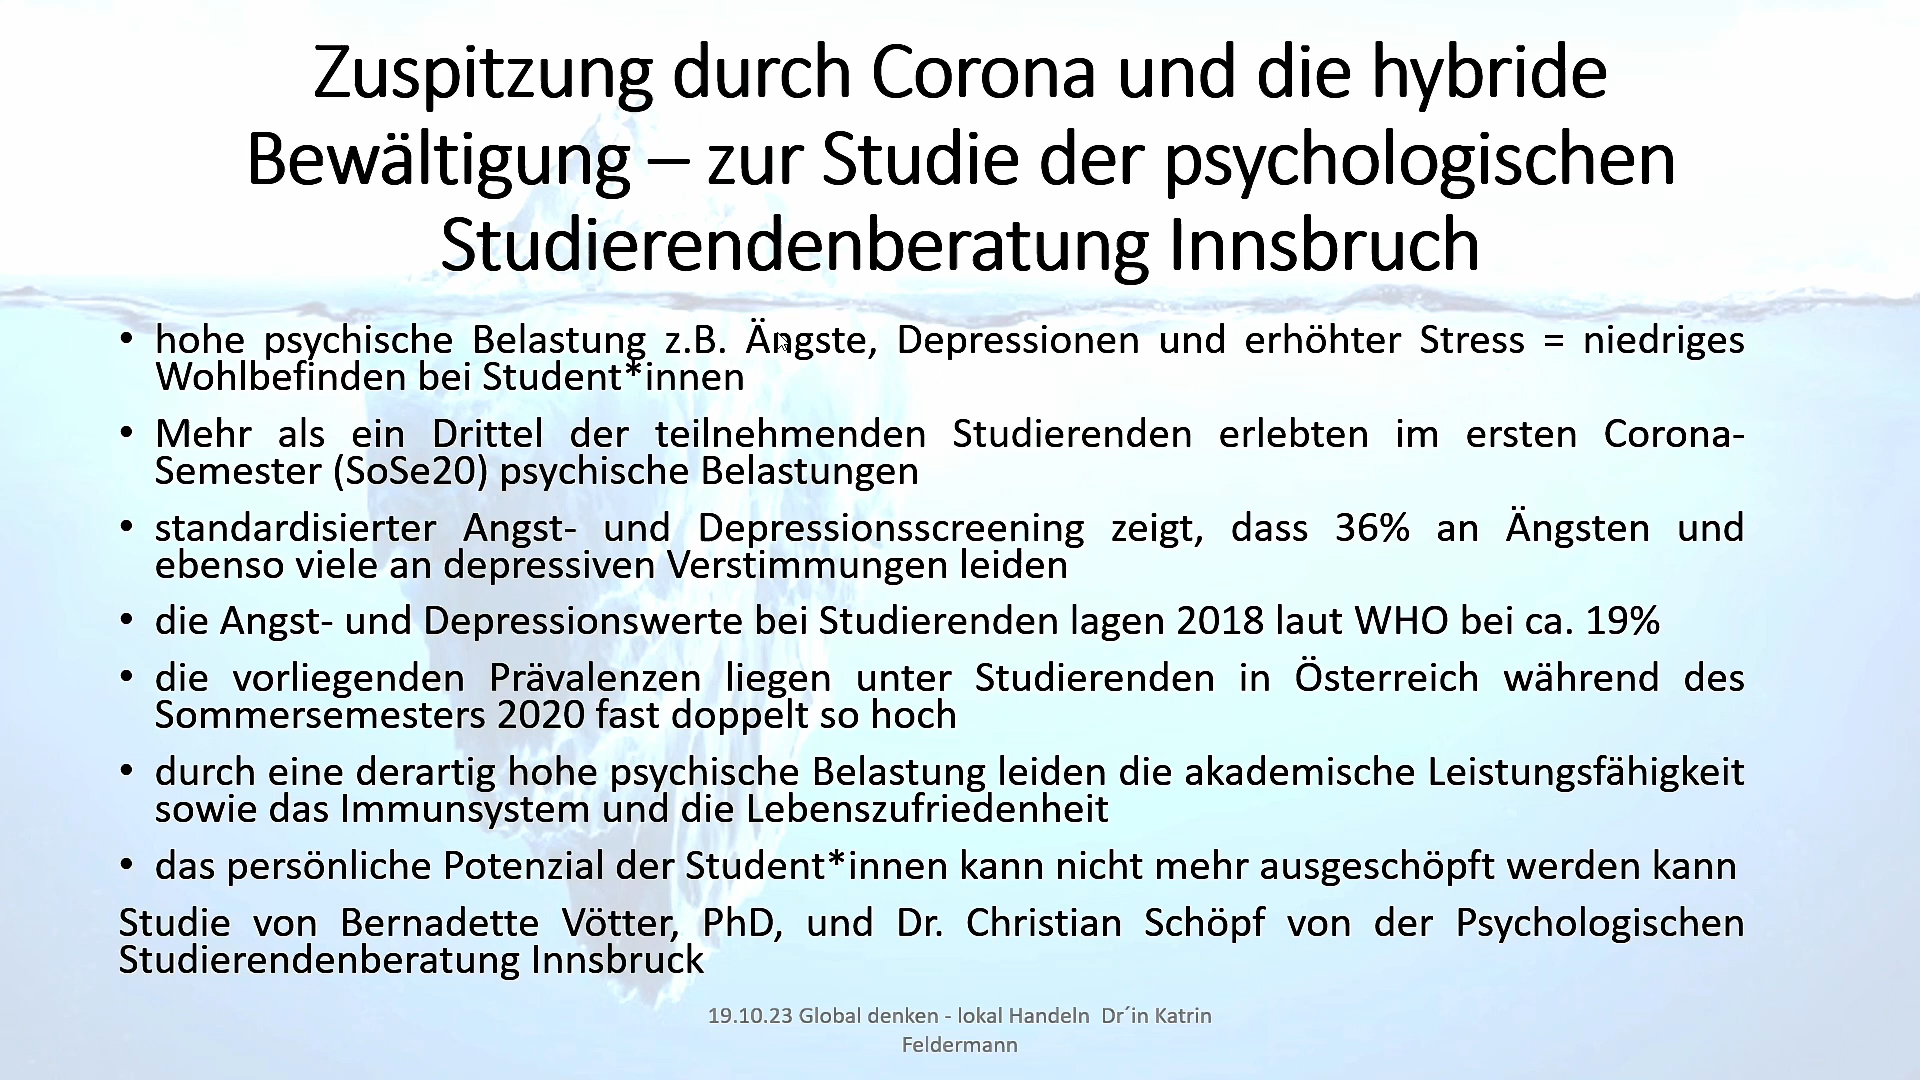 Zuspitzung durch Corona und die hybride
Bewältigung – zur Studie der psychologischen
Studierendenberatung Innsbruch
• hohe psychische Belastung z.B. Ängste, Depressionen und erhöhter Stress = niedriges
Wohlbefinden bei Student*innen
• Mehr als ein Drittel der teilnehmenden Studierenden erlebten im ersten Corona-
Semester (SoSe20) psychische Belastungen
• standardisierter Angst- und Depressionsscreening zeigt, dass 36% an Ängsten und
ebenso viele an depressiven Verstimmungen leiden
• die Angst- und Depressionswerte bei Studierenden lagen 2018 laut WHO bei ca. 19%
• die vorliegenden Prävalenzen liegen unter Studierenden in Österreich während des
Sommersemesters 2020 fast doppelt so hoch
• durch eine derartig hohe psychische Belastung leiden die akademische Leistungsfähigkeit
sowie das Immunsystem und die Lebenszufriedenheit
• das persönliche Potenzial der Student*innen kann nicht mehr ausgeschöpft werden kann
Studie von Bernadette Vötter, PhD, und Dr. Christian Schöpf von der Psychologischen
Studierendenberatung Innsbruck
19.10.23 Global denken - lokal Handeln Dr´in Katrin
Feldermann